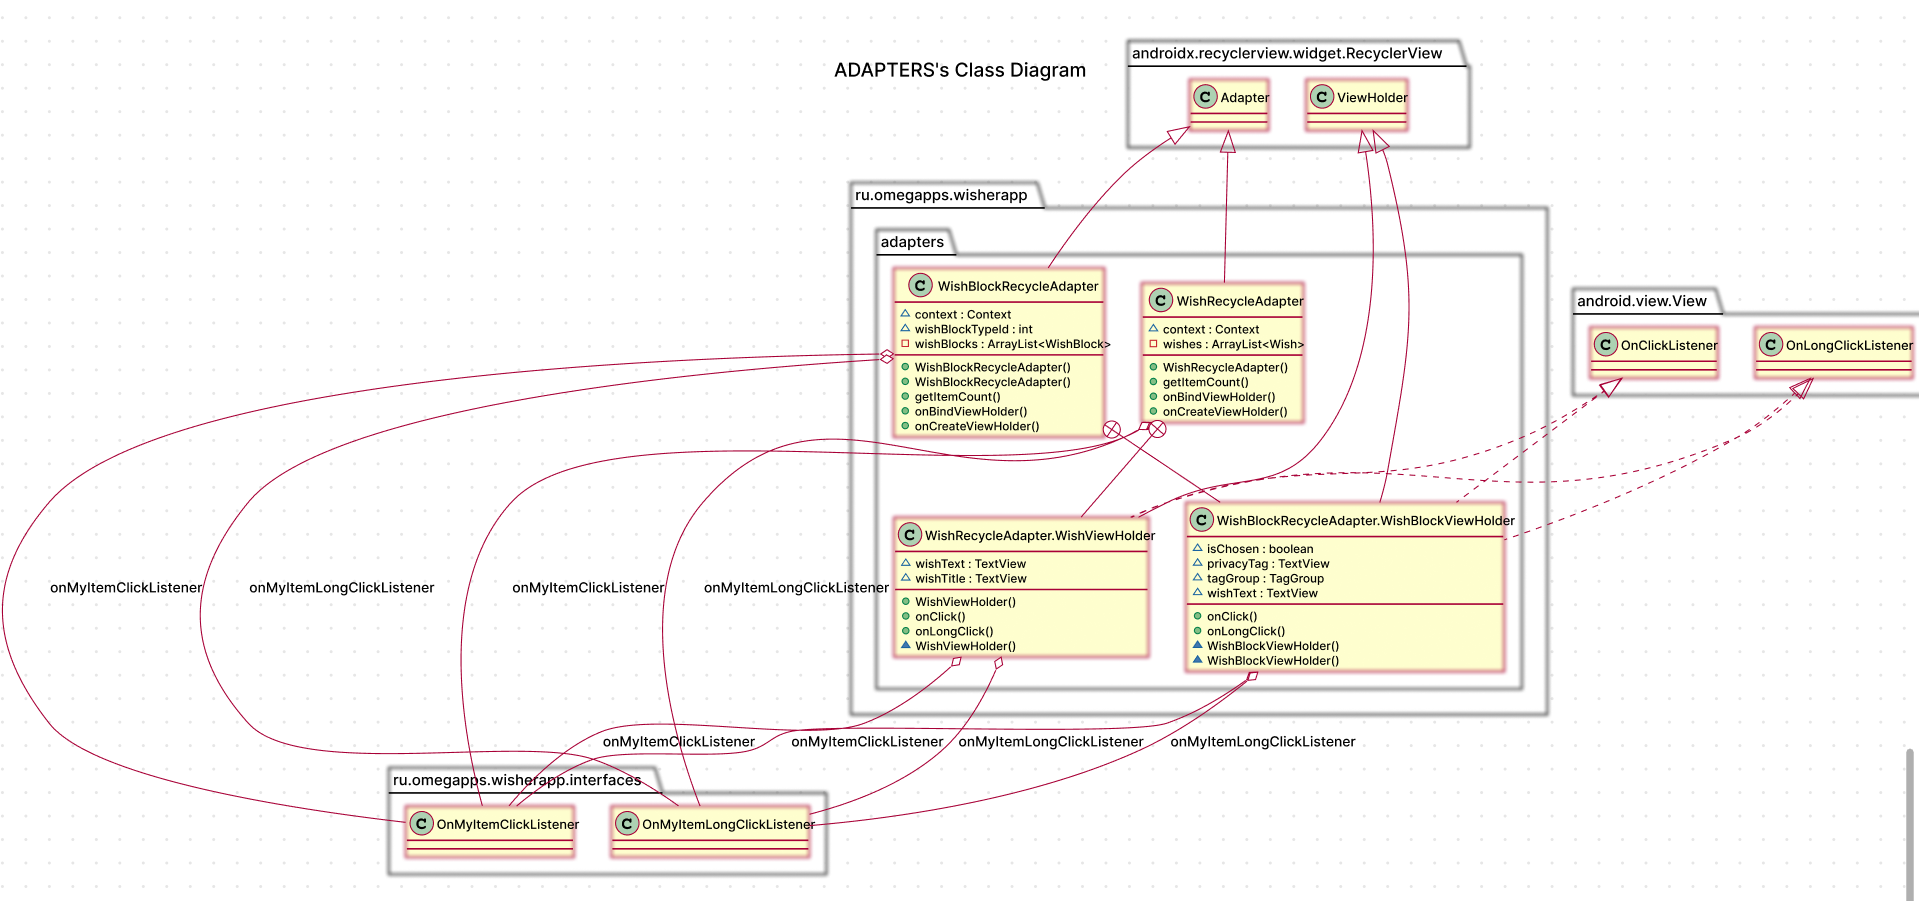 ADAPTERS's Class Diagram
androidx.recyclerview.widget.RecyclerView
C Adapter
C ViewHolder
ru.omegapps.wisherapp
adapters
C WishBlockRecycleAdapter
context : Context
wishBlockTypeId : int
wishBlocks : ArrayList<WishBlock>
WishBlockRecycleAdapter()
WishBlockRecycleAdapter()
getItemCount()
onBindViewHolder()
onCreateViewHolder()
C WishRecycleAdapter
context : Context
wishes : ArrayList<Wish>
WishRecycleAdapter()
getItemCount()
onBindViewHolder()
onCreateViewHolder()
android.view.View
C OnClickListener
C OnLongClickListener
C WishRecycleAdapter.WishViewHolder
wishText : TextView
wishTitle : TextView
WishViewHolder()
onClick()
onLongClick()
WishViewHolder()
C WishBlockRecycleAdapter.WishBlockViewHolder
isChosen : boolean
privacyTag : TextView
tagGroup : TagGroup
wishText : TextView
onClick()
onLongClick()
WishBlockViewHolder()
WishBlockViewHolder()
onMyItemClickListener
onMyItemLongClickListener
onMyItemClickListener
onMyItemLongClickListener
onMyItemClickListener
onMyItemClickListener
onMyItemLongClickListener
onMyItemLongClickListener
ru.omegapps.wisherapp.interfaces
C OnMyItemClickListener
C OnMyItemLongClickListener